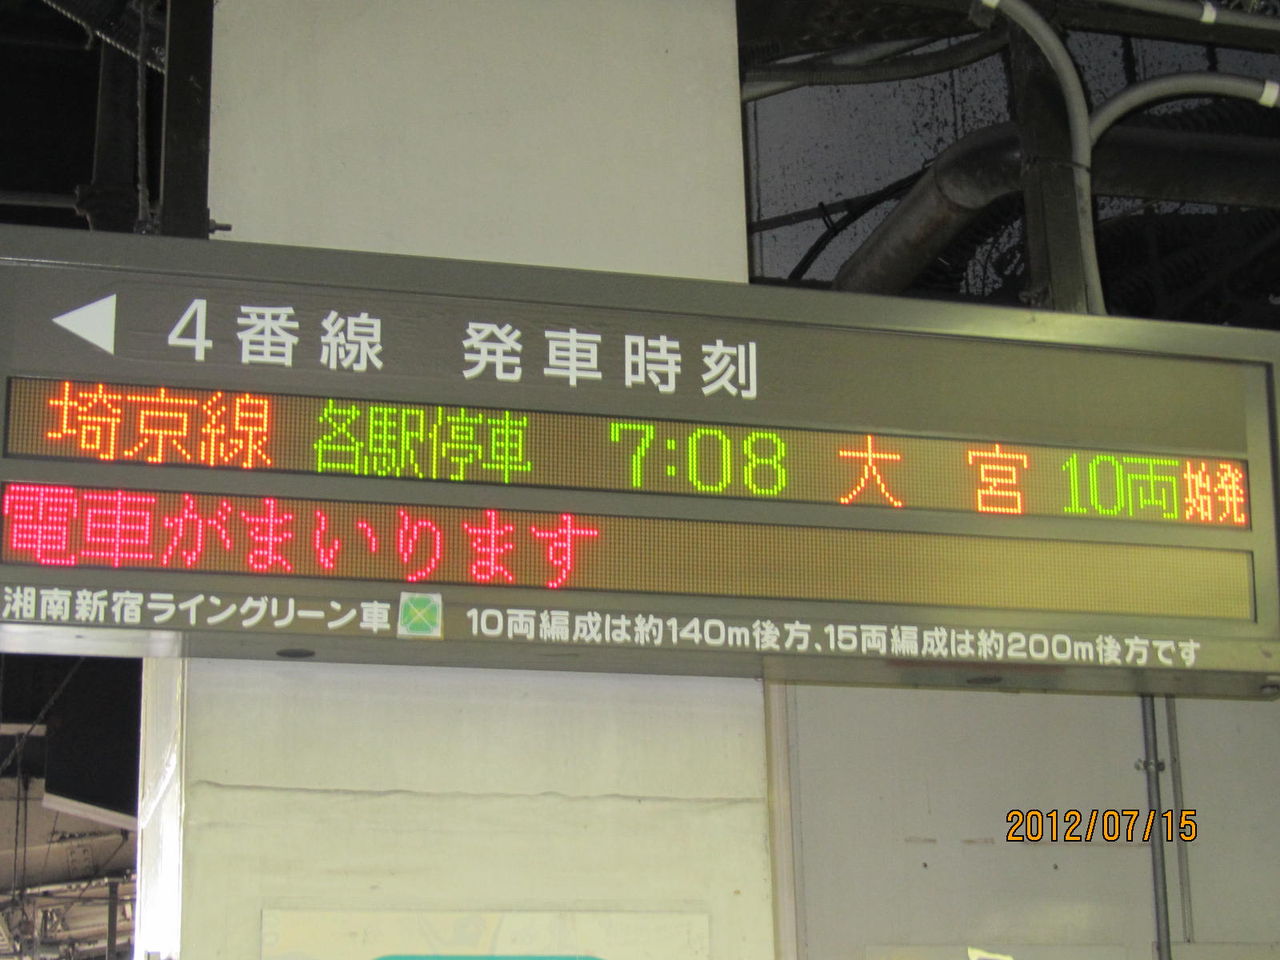 4番線 発車時刻
埼京線 各駅停車 7:08 大宮 10両 始発
電車がまいります
湘南新宿ライングリーン車 10両編成は約140m後方、15両編成は約200m後方です
2012/07/15